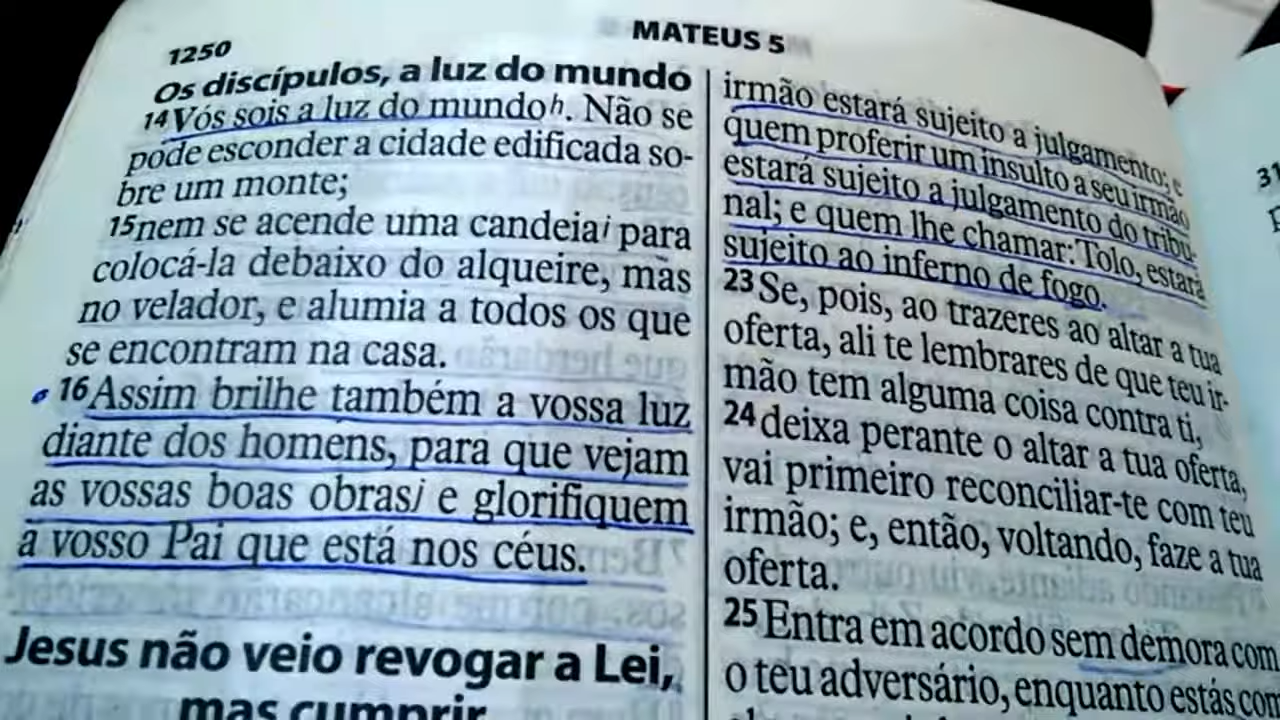 1250
MATEUS 5
Os discípulos, a luz do mundo
14 Vós sois a luz do mundo h. Não se
pode esconder a cidade edificada so-
bre um monte;
15 nem se acende uma candeia i para
colocá-la debaixo do alqueire, mas
no velador, e alumia a todos os que
se encontram na casa.
16 Assim brilhe também a vossa luz
diante dos homens, para que vejam
as vossas boas obras j e glorifiquem
a vosso Pai que está nos céus.
Jesus não veio revogar a Lei,
mas cumprir
irmão estará sujeito a julgamento; e
quem proferir um insulto a seu irmão
estará sujeito a julgamento do tribu-
nal; e quem lhe chamar: Tolo, estará
sujeito ao inferno de fogo.
23 Se, pois, ao trazeres ao altar a tua
oferta, ali te lembrares de que teu ir-
mão tem alguma coisa contra ti,
24 deixa perante o altar a tua oferta,
vai primeiro reconciliar-te com teu
irmão; e, então, voltando, faze a tua
oferta.
25 Entra em acordo sem demora com
o teu adversário, enquanto estás com
31